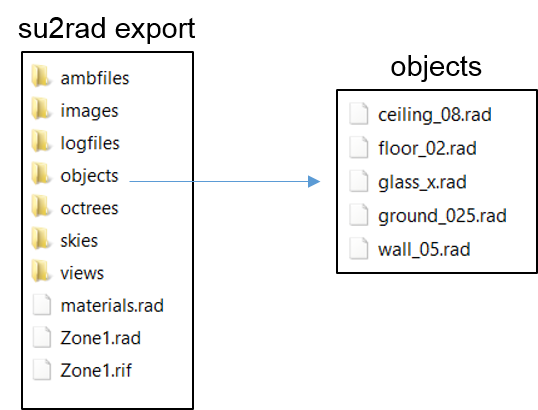 su2rad export
ambfiles
images
logfiles
objects
octrees
skies
views
materials.rad
Zone1.rad
Zone1.rif
objects
ceiling_08.rad
floor_02.rad
glass_x.rad
ground_025.rad
wall_05.rad